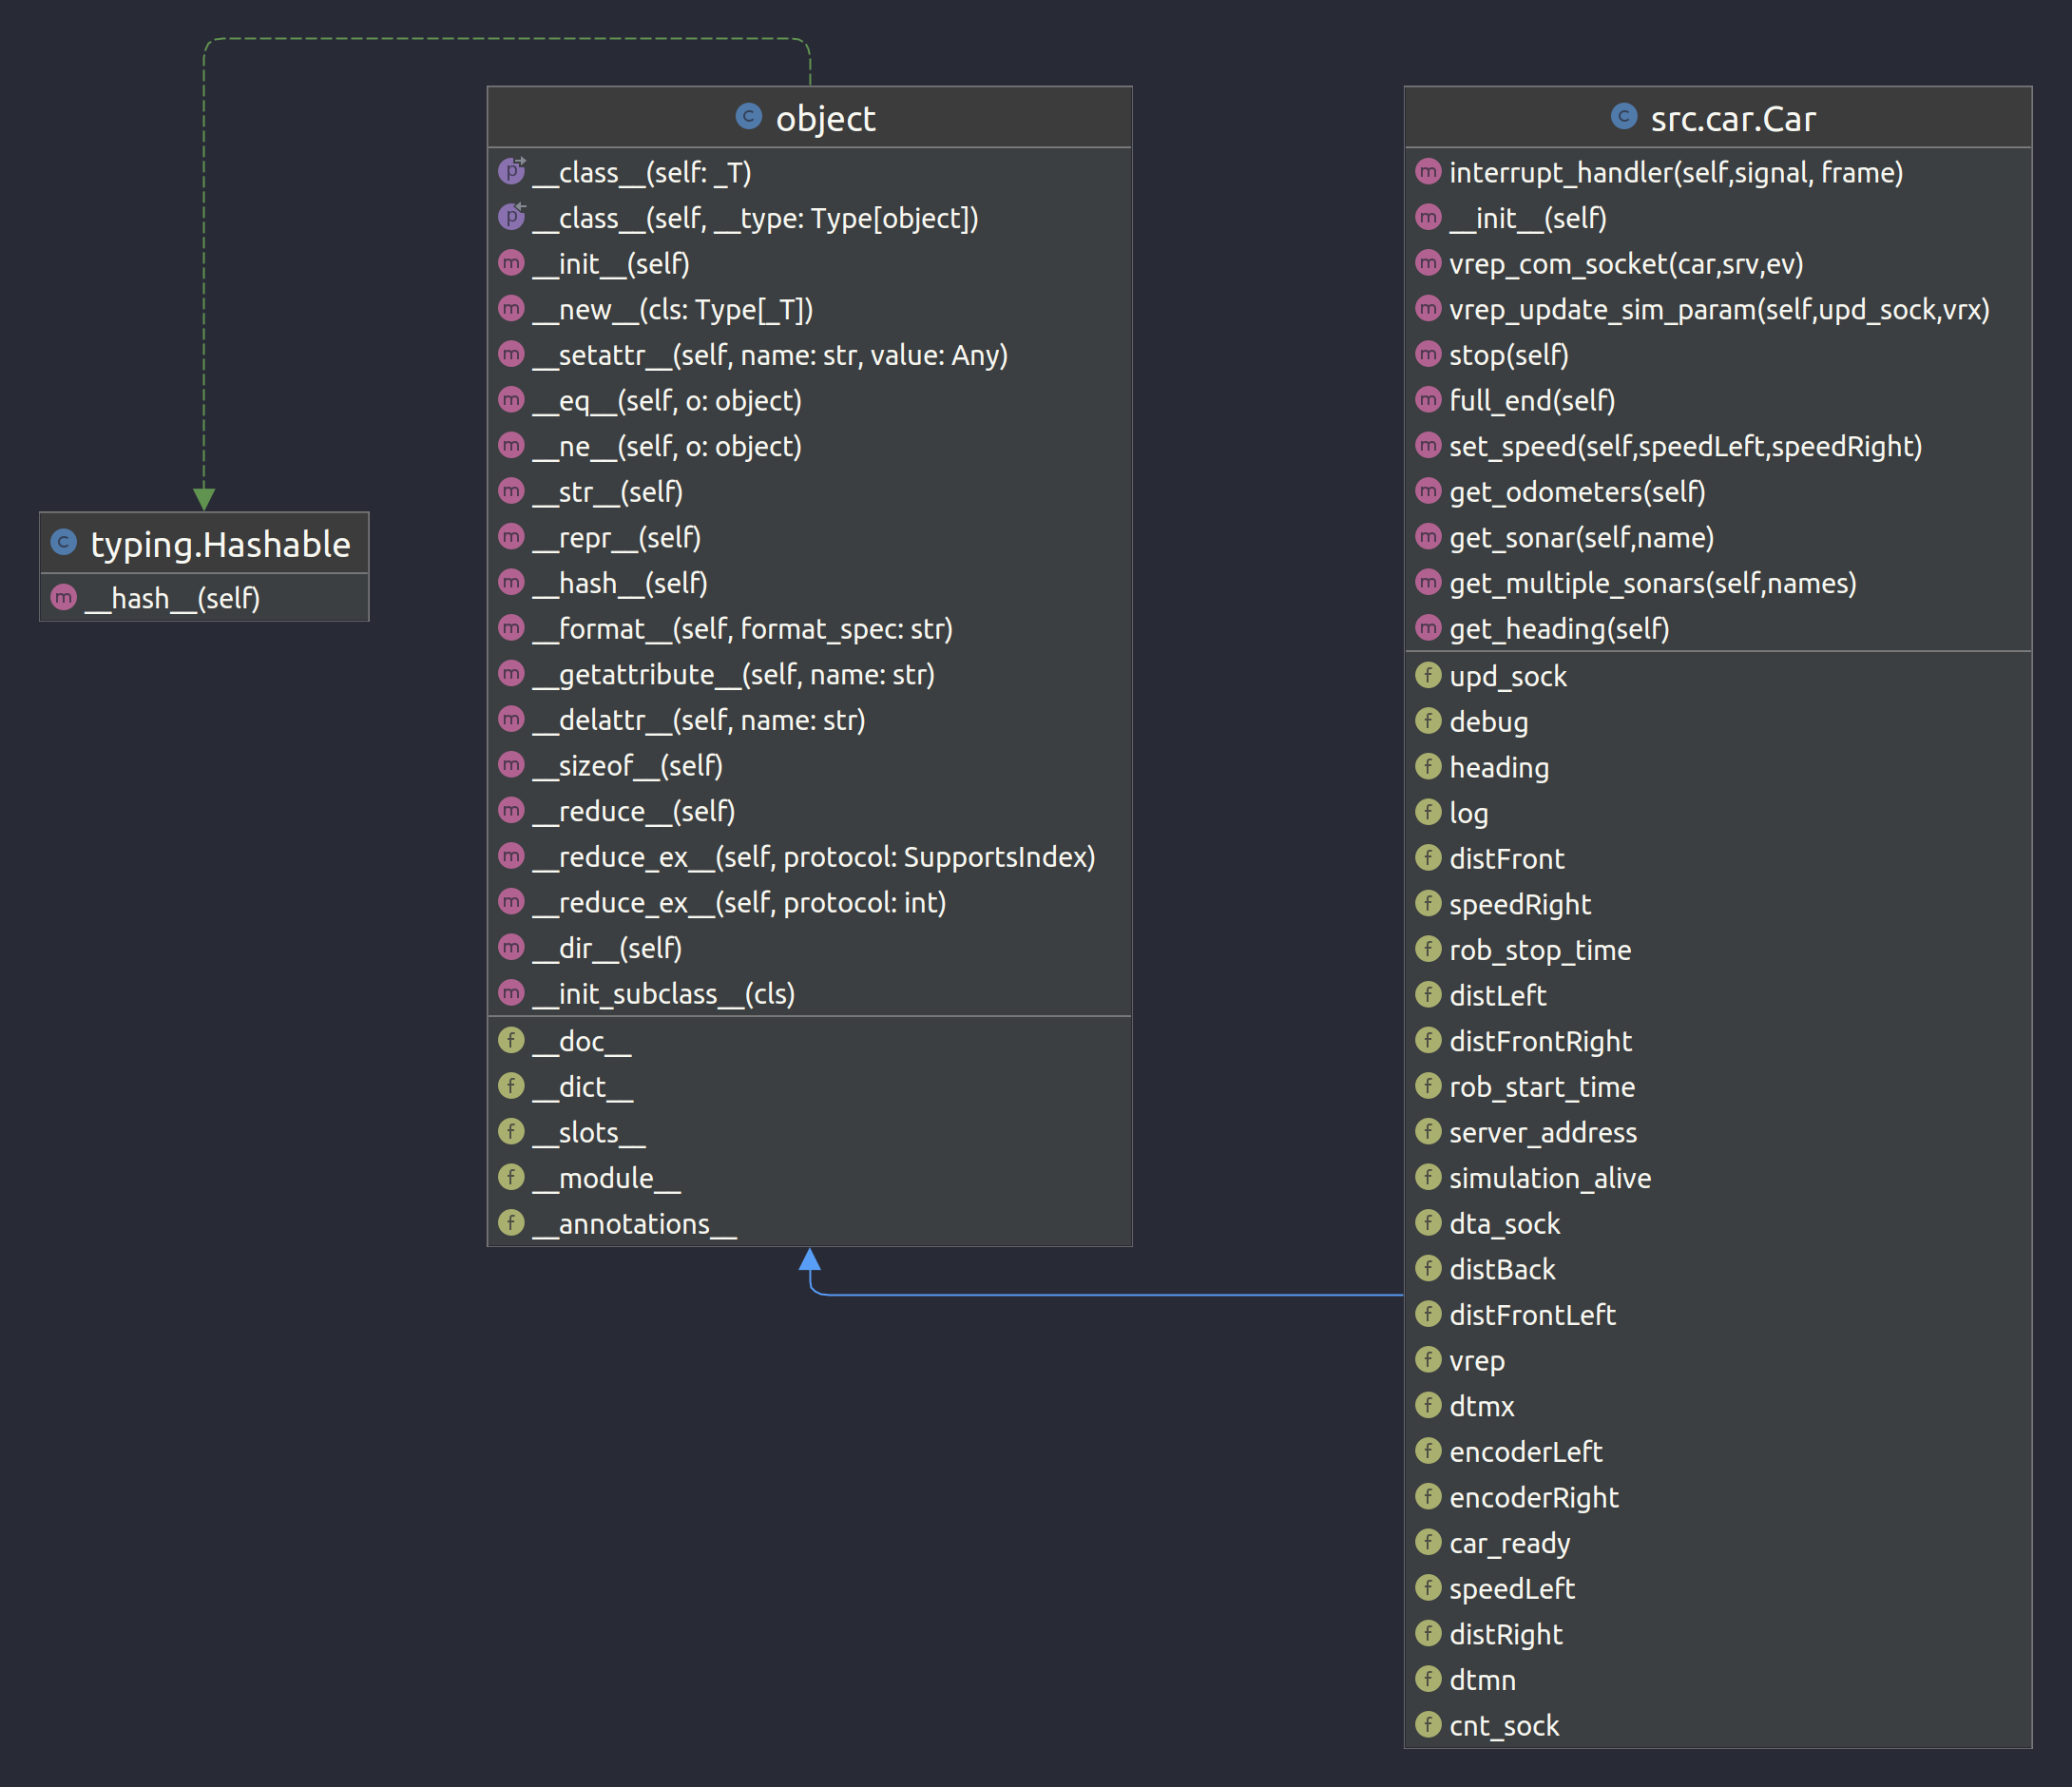 object
__class__(self: _T)
__class__(self, __type: Type[object])
__init__(self)
__new__(cls: Type[_T])
__setattr__(self, name: str, value: Any)
__eq__(self, o: object)
__ne__(self, o: object)
__str__(self)
__repr__(self)
__hash__(self)
__format__(self, format_spec: str)
__getattribute__(self, name: str)
__delattr__(self, name: str)
__sizeof__(self)
__reduce__(self)
__reduce_ex__(self, protocol: SupportsIndex)
__reduce_ex__(self, protocol: int)
__dir__(self)
__init_subclass__(cls)
__doc__
__dict__
__slots__
__module__
__annotations__
typing.Hashable
__hash__(self)
src.car.Car
interrupt_handler(self,signal, frame)
__init__(self)
vrep_com_socket(car,srv,ev)
vrep_update_sim_param(self,upd_sock,vrx)
stop(self)
full_end(self)
set_speed(self,speedLeft,speedRight)
get_odometers(self)
get_sonar(self,name)
get_multiple_sonars(self,names)
get_heading(self)
upd_sock
debug
heading
log
distFront
speedRight
rob_stop_time
distLeft
distFrontRight
rob_start_time
server_address
simulation_alive
dta_sock
distBack
distFrontLeft
vrep
dtmx
encoderLeft
encoderRight
car_ready
speedLeft
distRight
dtmn
cnt_sock